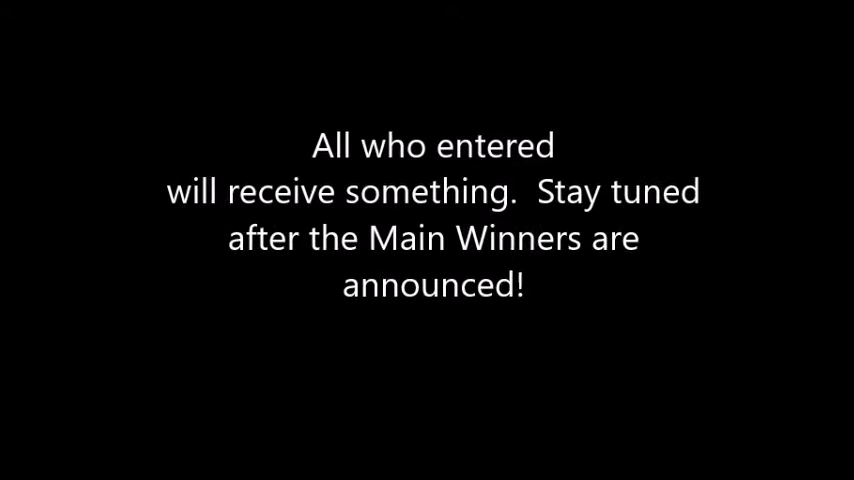 All who entered
will receive something.  Stay tuned
after the Main Winners are
announced!